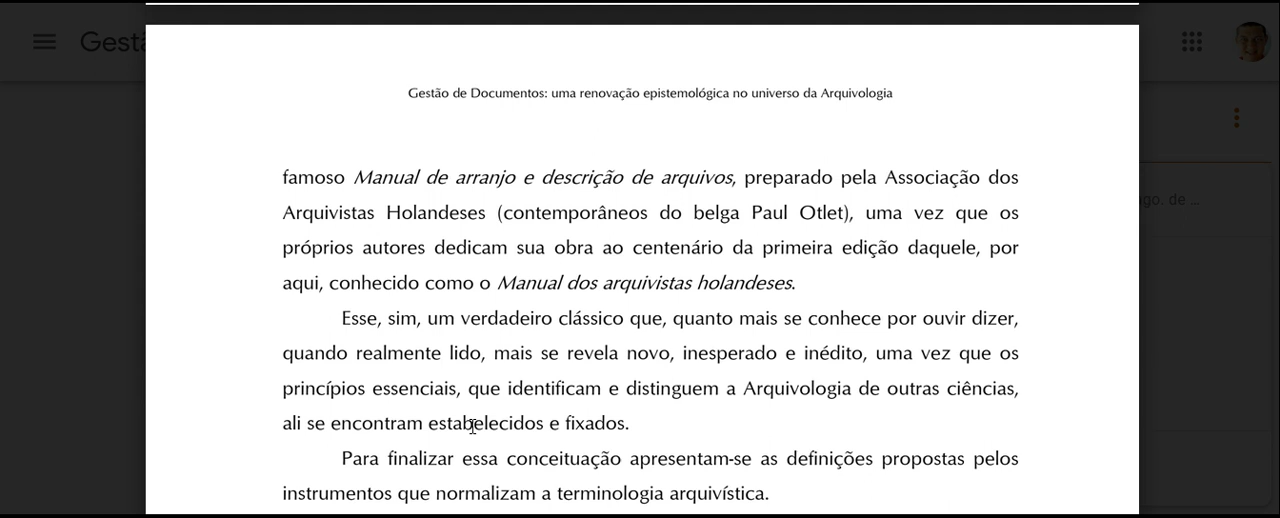 Gestã
Gestão de Documentos: uma renovação epistemológica no universo da Arquivologia
famoso Manual de arranjo e descrição de arquivos, preparado pela Associação dos
Arquivistas Holandeses (contemporâneos do belga Paul Otlet), uma vez que os
próprios autores dedicam sua obra ao centenário da primeira edição daquele, por
aqui, conhecido como o Manual dos arquivistas holandeses.
Esse, sim, um verdadeiro clássico que, quanto mais se conhece por ouvir dizer,
quando realmente lido, mais se revela novo, inesperado e inédito, uma vez que os
princípios essenciais, que identificam e distinguem a Arquivologia de outras ciências,
ali se encontram estabelecidos e fixados.
Para finalizar essa conceituação apresentam-se as definições propostas pelos
instrumentos que normalizam a terminologia arquivística.
go. de ...